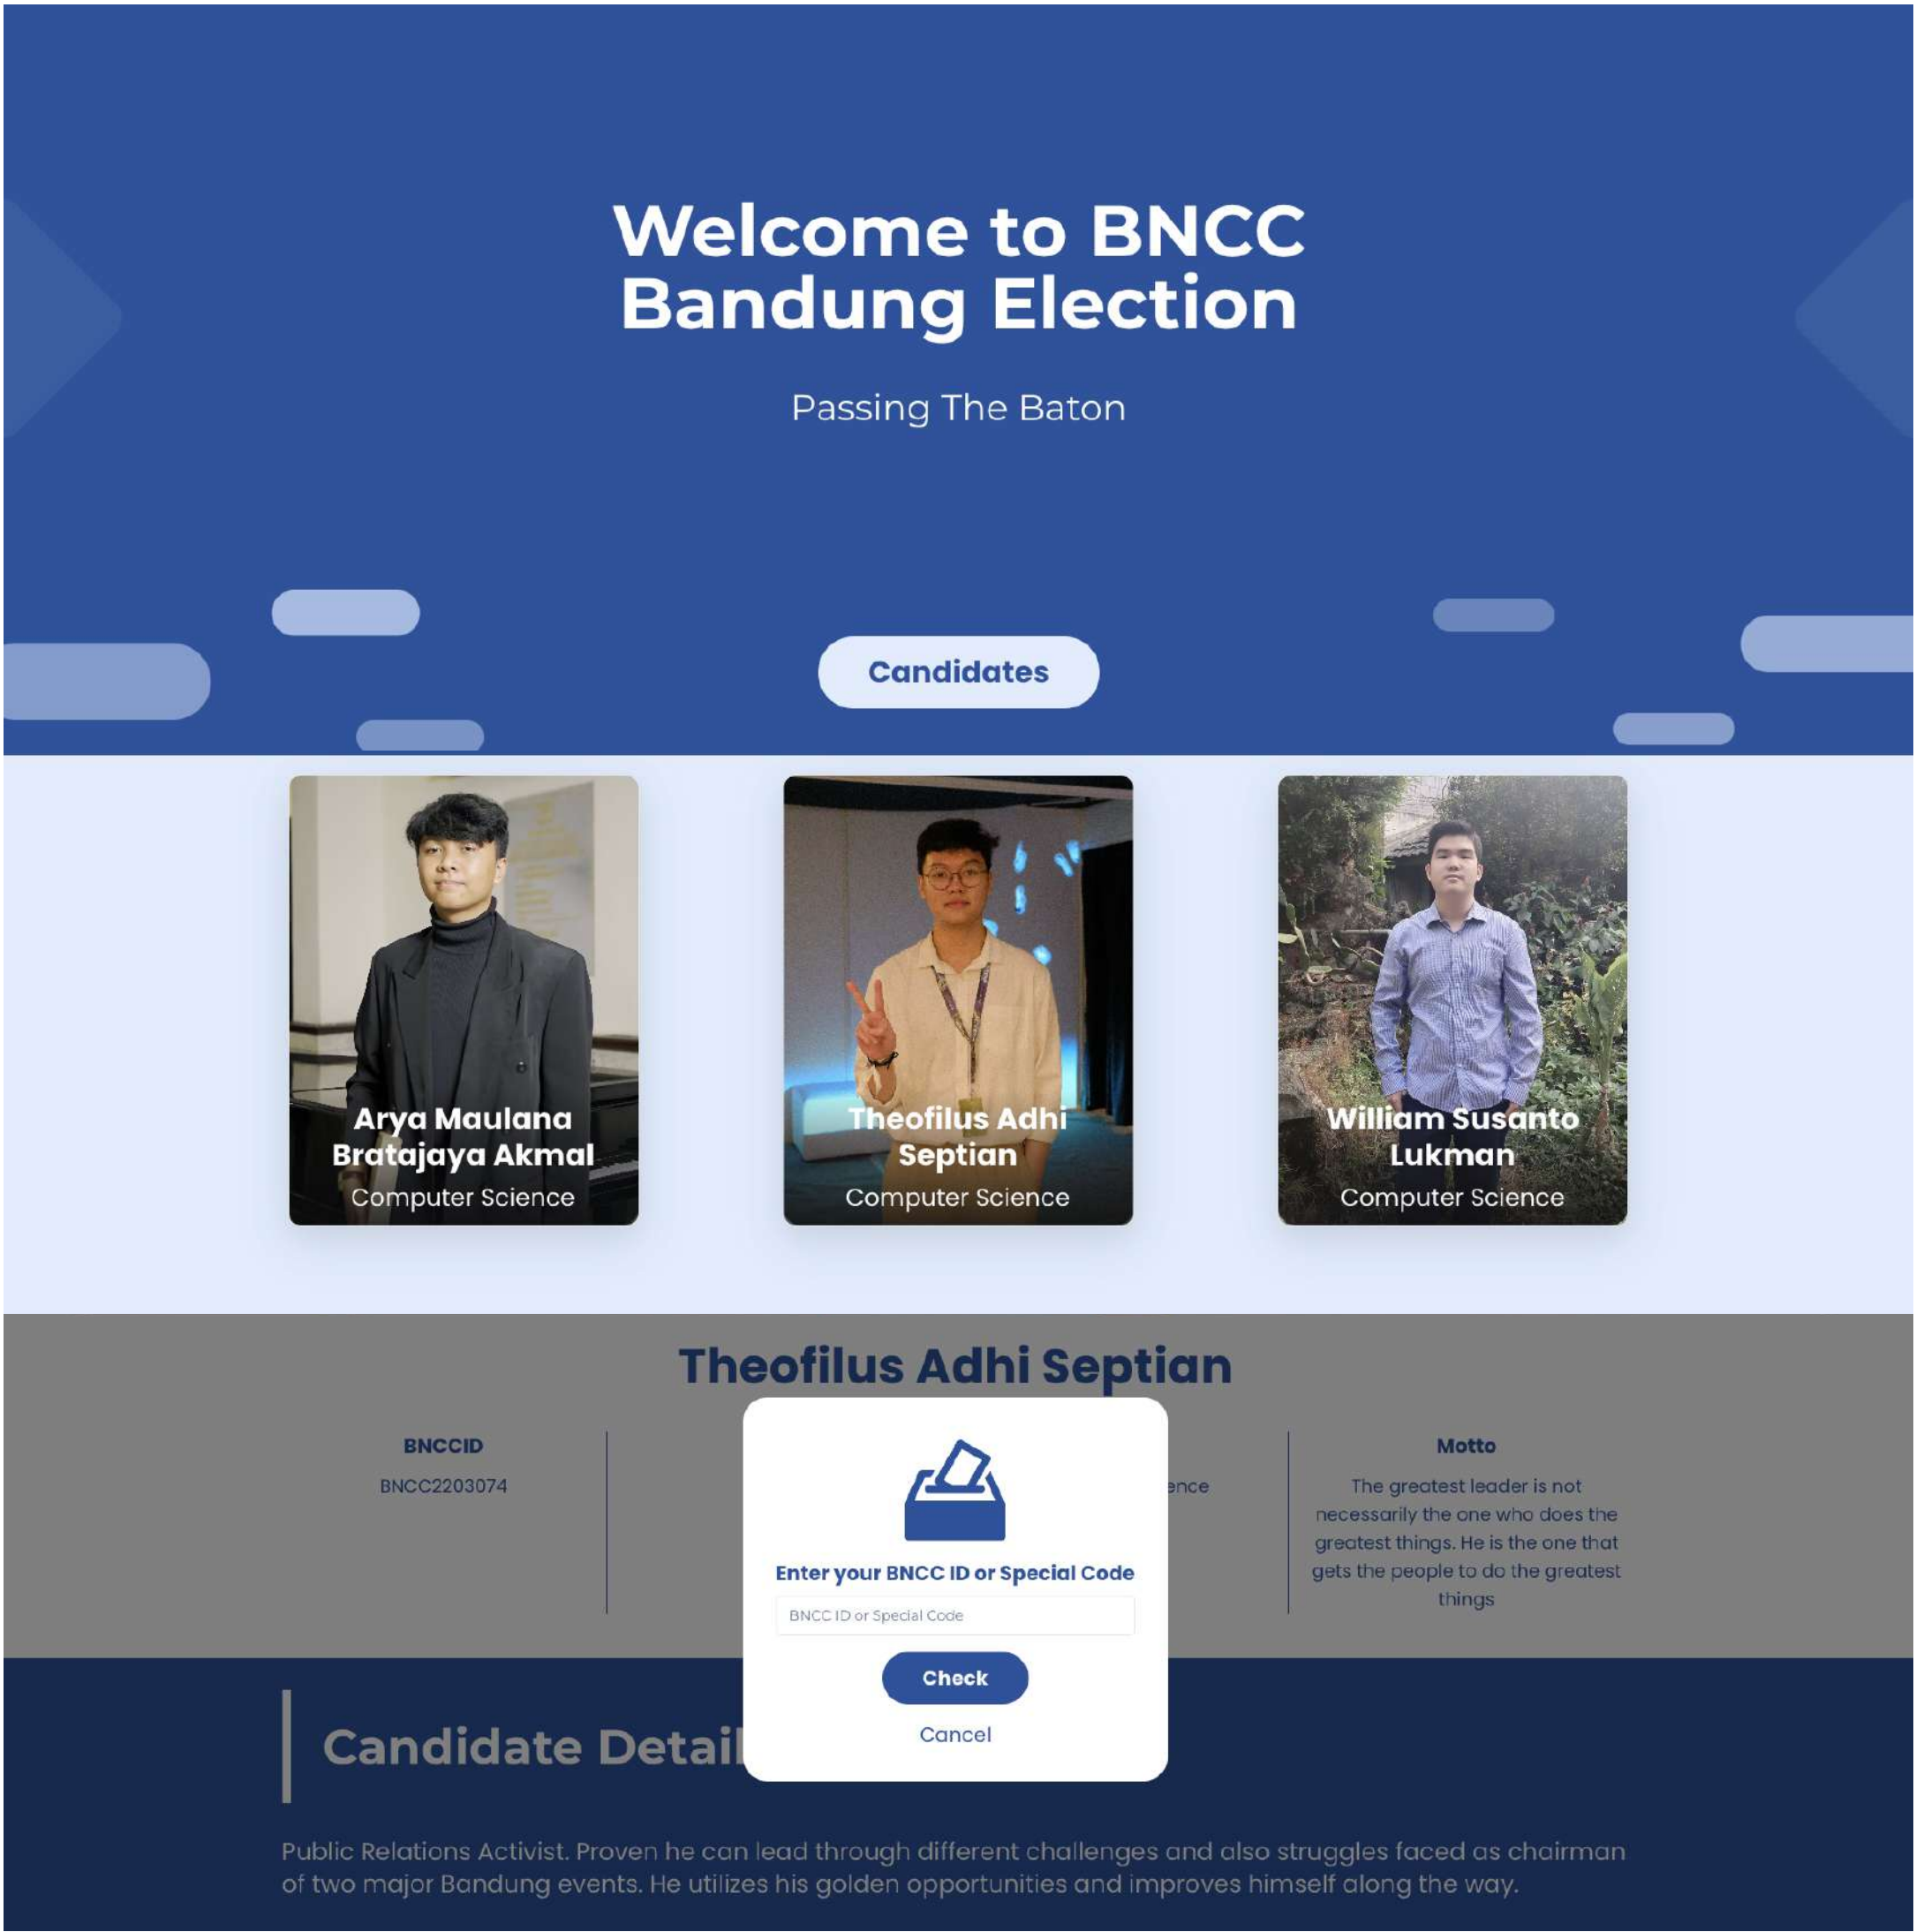 Welcome to BNCC
Bandung Election
Passing The Baton
Candidates
Arya Maulana
Bratajaya Akmal
Computer Science
Theofilus Adhi
Septian
Computer Science
William Susanto
Lukman
Computer Science
Theofilus Adhi Septian
BNCCID
BNCC2203074
ence
Motto
The greatest leader is not
necessarily the one who does the
greatest things. He is the one that
gets the people to do the greatest
things
Enter your BNCC ID or Special Code
BNCC ID or Special Code
Check
Cancel
Candidate Detail
Public Relations Activist. Proven he can lead through different challenges and also struggles faced as chairman
of two major Bandung events. He utilizes his golden opportunities and improves himself along the way.